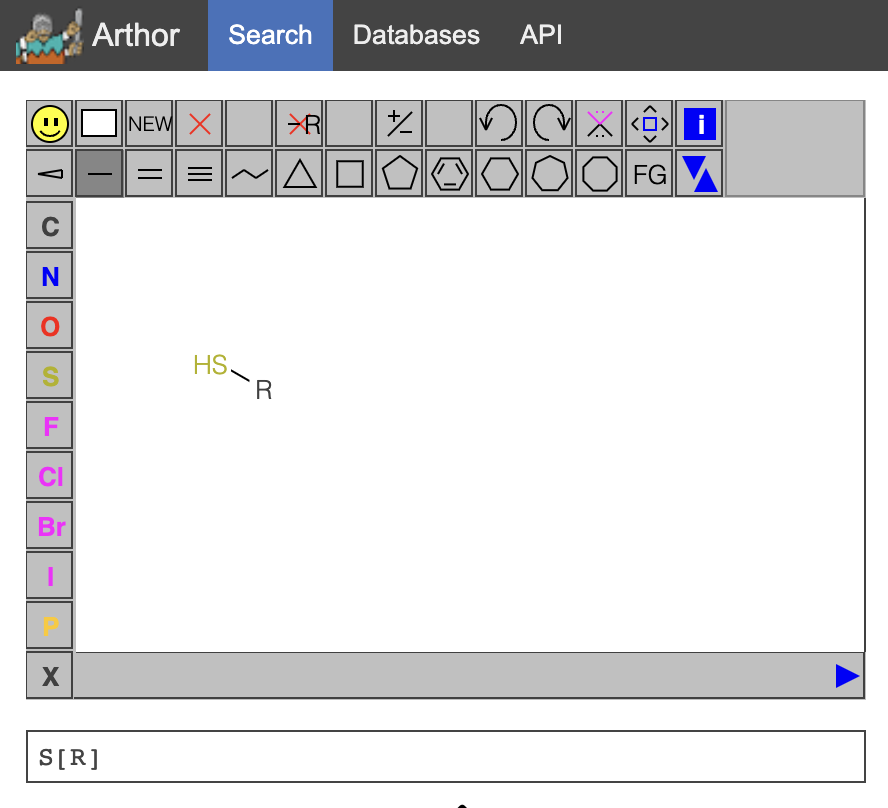 Arthor Search Databases API
NEW R +/− i
FG
C
N
O
S
F
Cl
Br
I
P
X
HS
R
S[R]